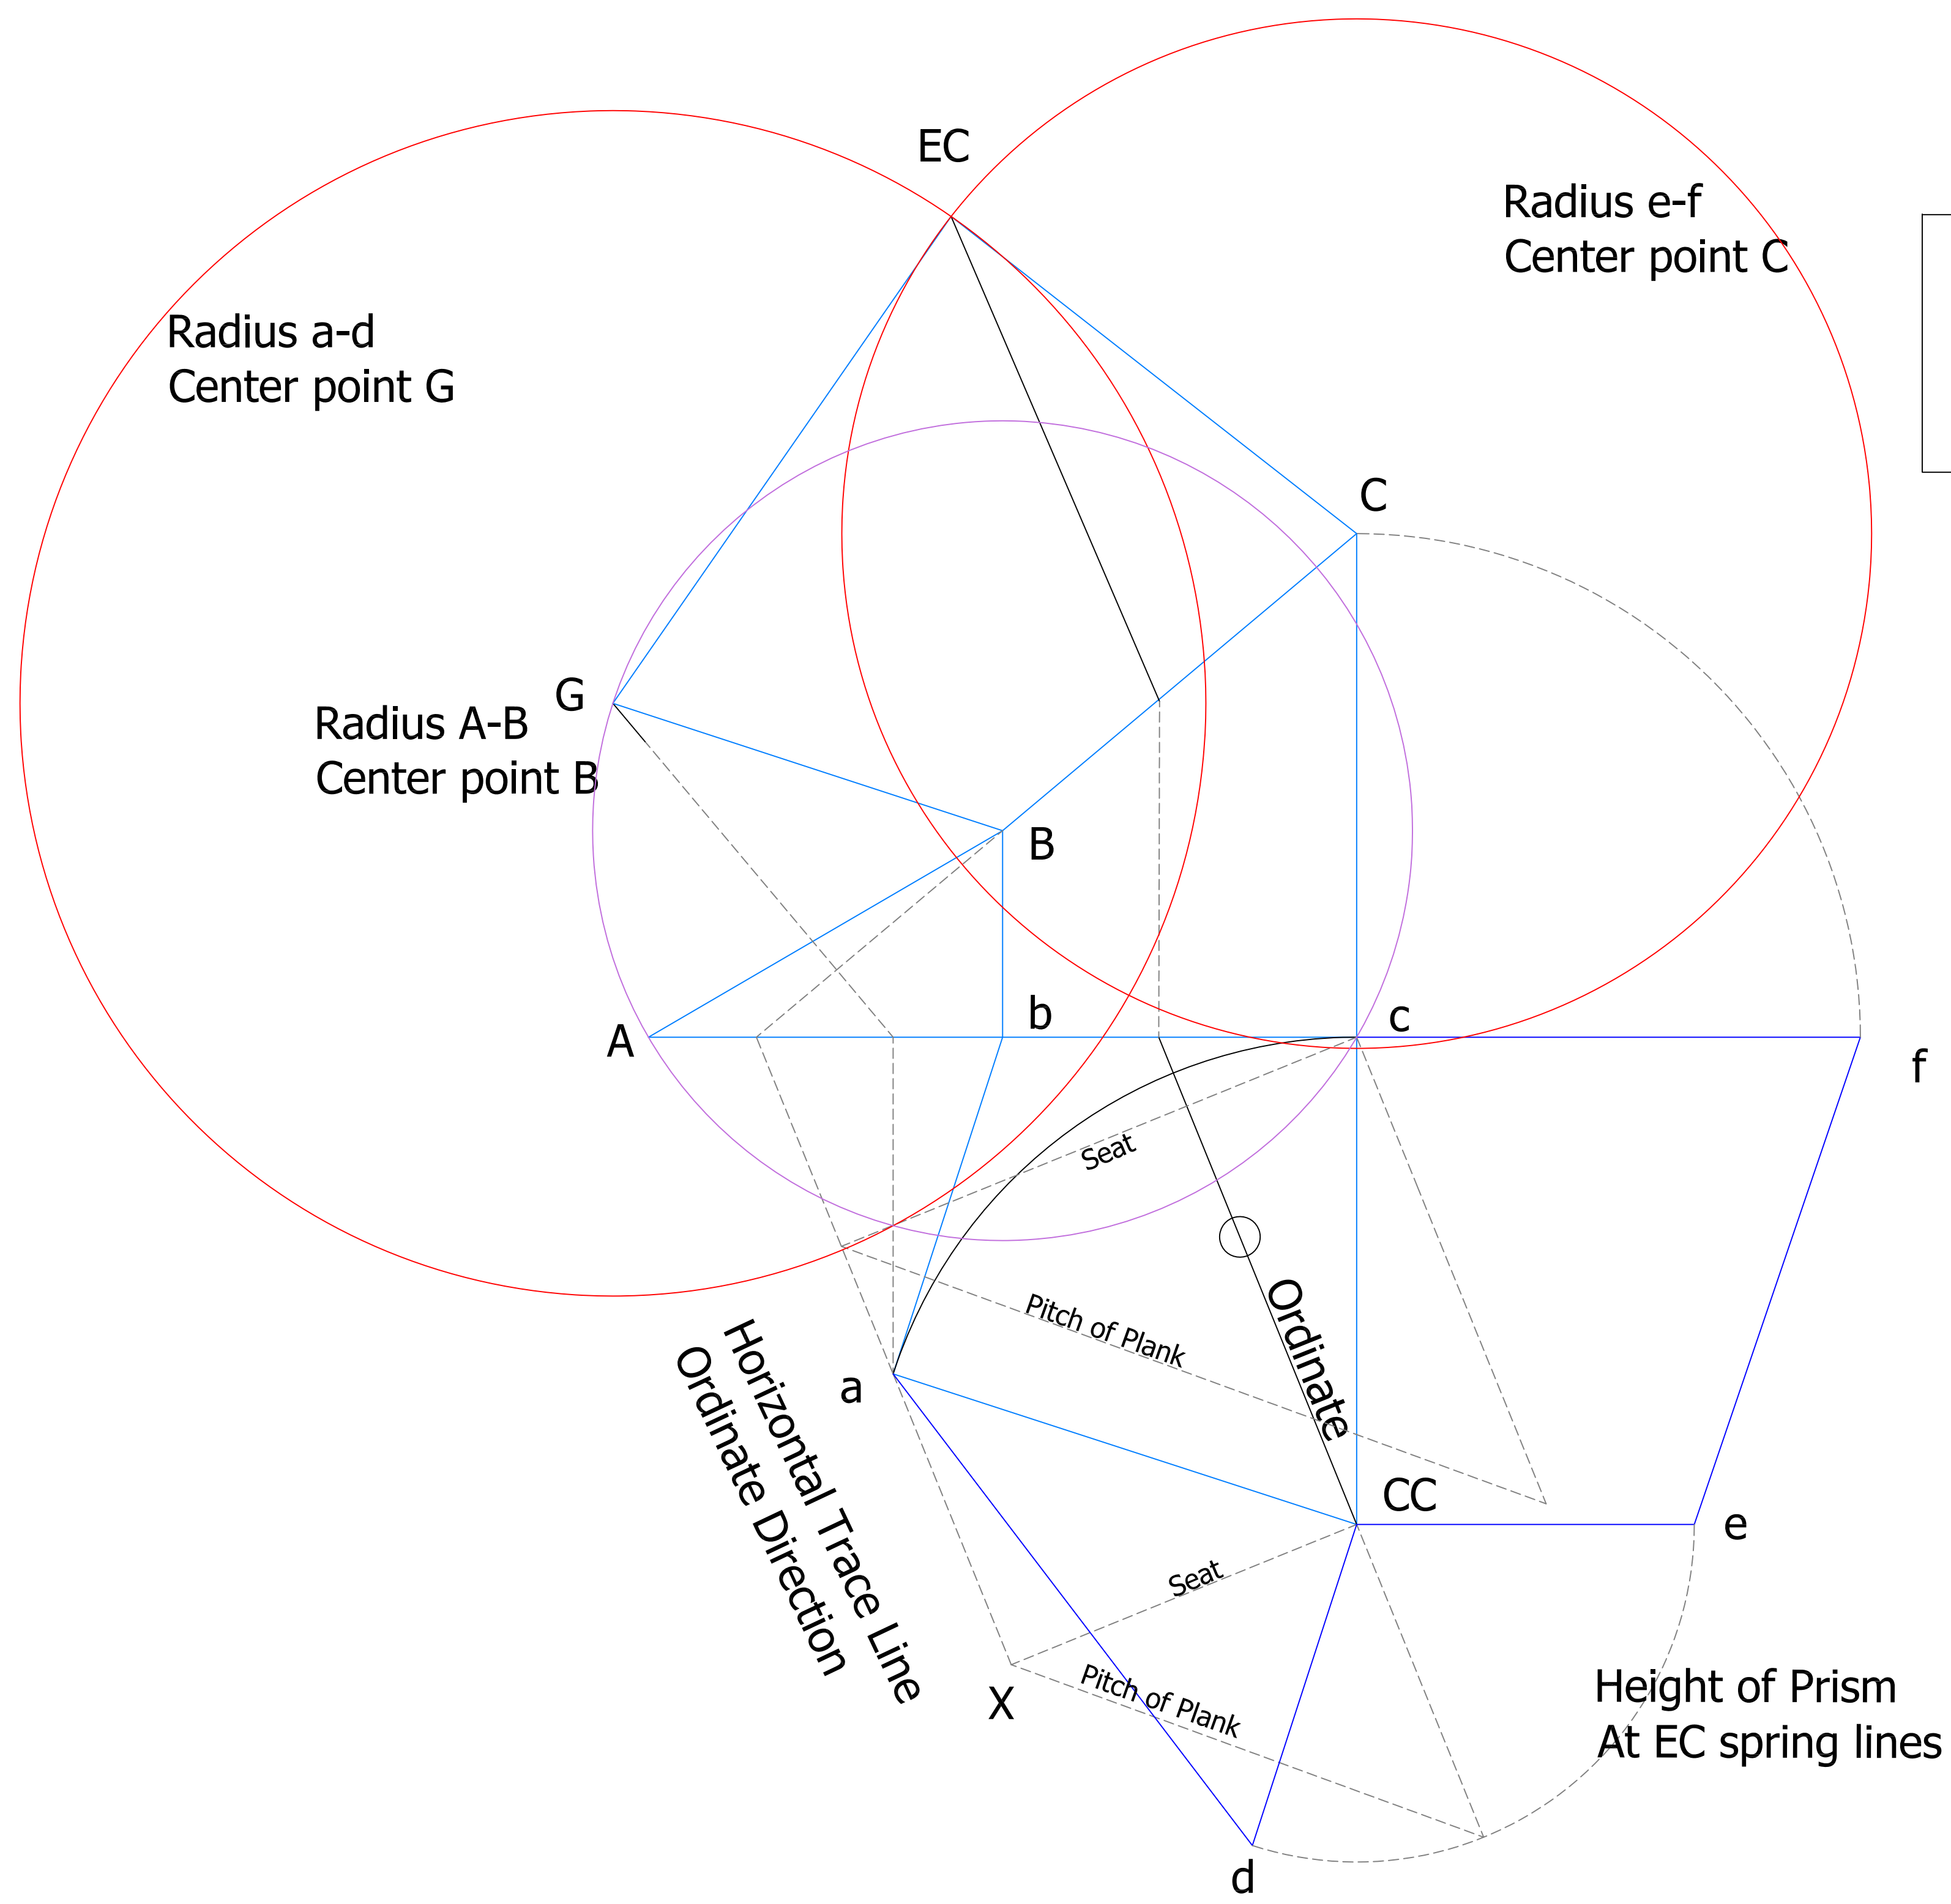 EC
Radius e-f
Center point C
Radius a-d
Center point G
C
G
Radius A-B
Center point B
B
b
c
A
f
Seat
Ordinate
Pitch of Plank
Horizontal Trace Line
Ordinate Direction
a
CC
e
Seat
X
Pitch of Plank
Height of Prism
At EC spring lines
d